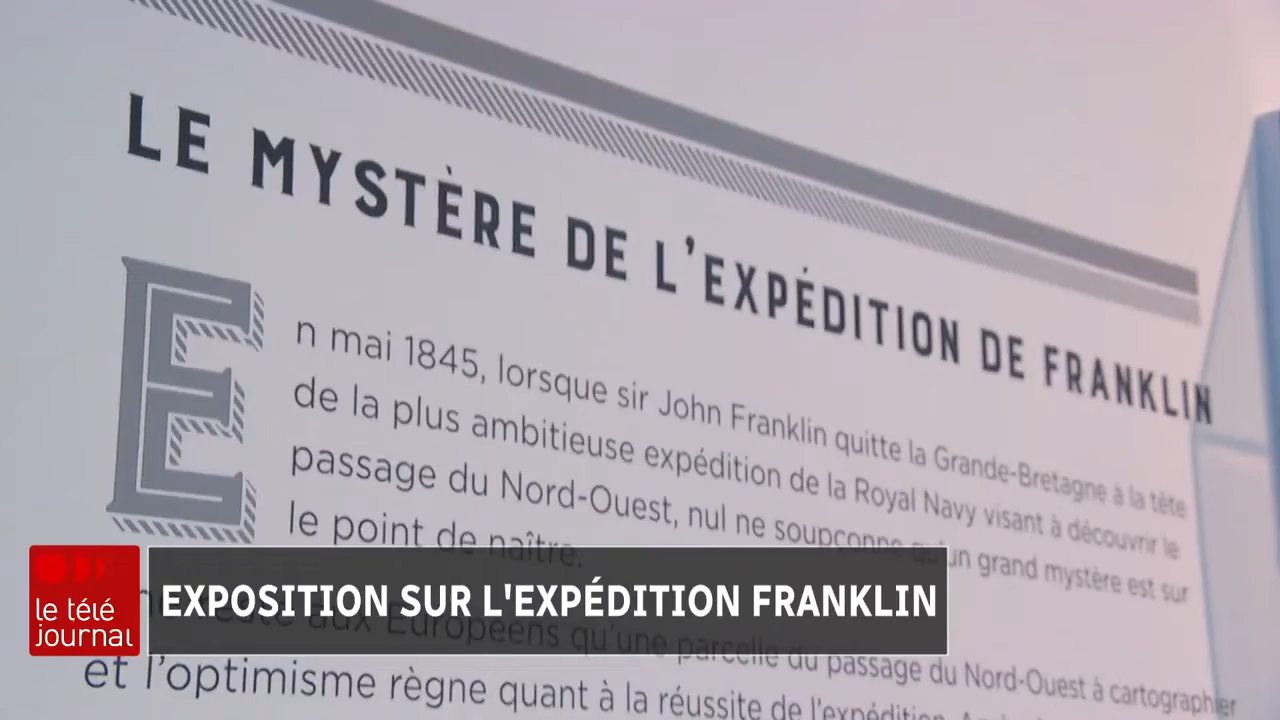 LE MYSTÈRE DE L'EXPÉDITION DE FRANKLIN
En mai 1845, lorsque sir John Franklin quitte la Grande-Bretagne à la tête
de la plus ambitieuse expédition de la Royal Navy visant à découvrir le
passage du Nord-Ouest, nul ne soupçonne qu'un grand mystère est sur
le point de naître.
aux Européens qu'une parcelle du passage du Nord-Ouest à cartographier
et l'optimisme règne quant à la réussite de l'expédition.
le télé
journal
EXPOSITION SUR L'EXPÉDITION FRANKLIN